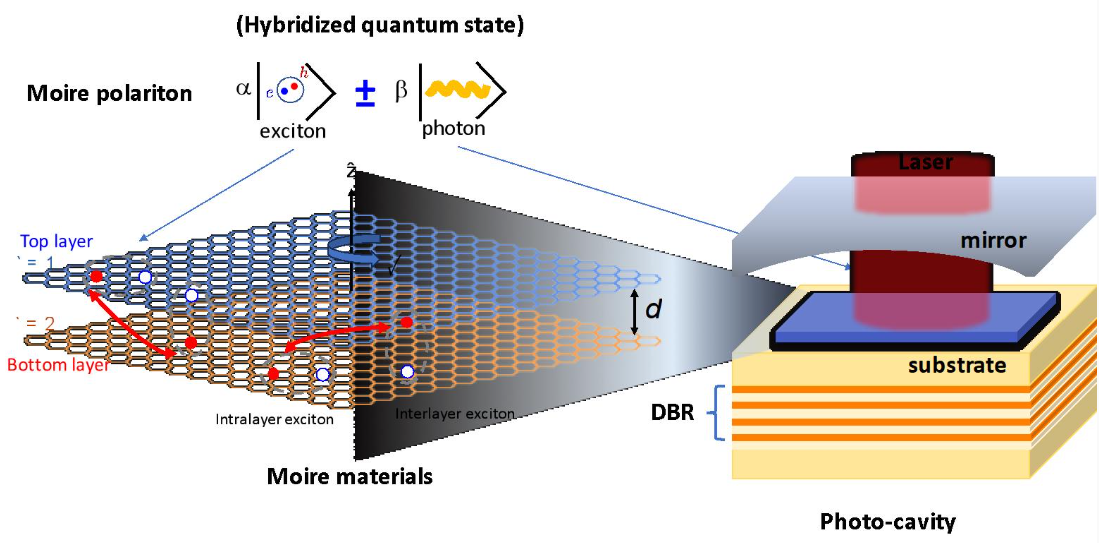 (Hybridized quantum state)
Moire polariton
α e h ± β
exciton
photon
ẑ
Laser
Top layer
` = 1
mirror
√
d
` = 2
Bottom layer
substrate
Intralayer exciton
Interlayer exciton
DBR
Moire materials
Photo-cavity